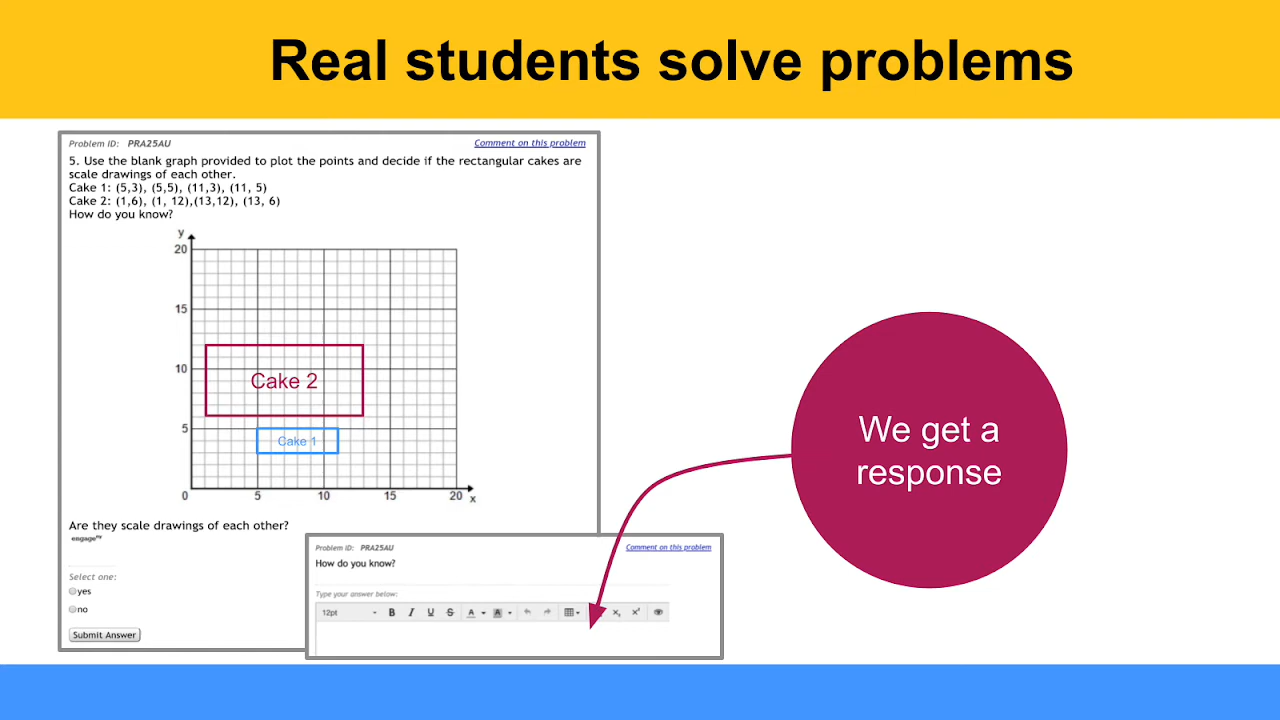 Real students solve problems
Problem ID: PRA25AU
Comment on this problem
5. Use the blank graph provided to plot the points and decide if the rectangular cakes are
scale drawings of each other.
Cake 1: (5,3), (5,5), (11,3), (11, 5)
Cake 2: (1,6), (1, 12),(13,12), (13, 6)
How do you know?
y
20
15
10
5
0
5
10
15
20
x
Cake 2
Cake 1
Are they scale drawings of each other?
engageny
Select one:
yes
no
Submit Answer
Problem ID: PRA25AU
Comment on this problem
How do you know?
Type your answer below:
12pt
B I U S A A x₂ x²
We get a
response